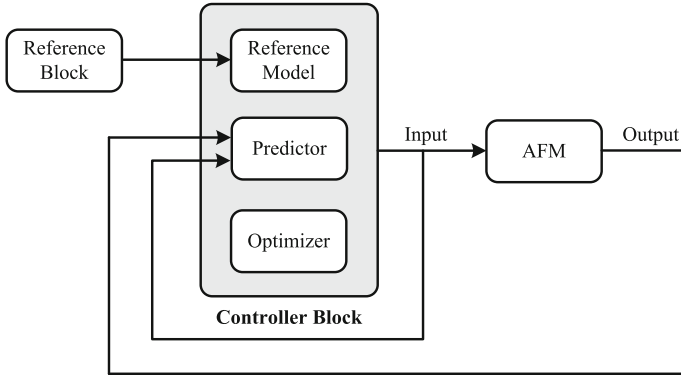 Reference
Block
Reference
Model
Predictor
Optimizer
Controller Block
Input
AFM
Output